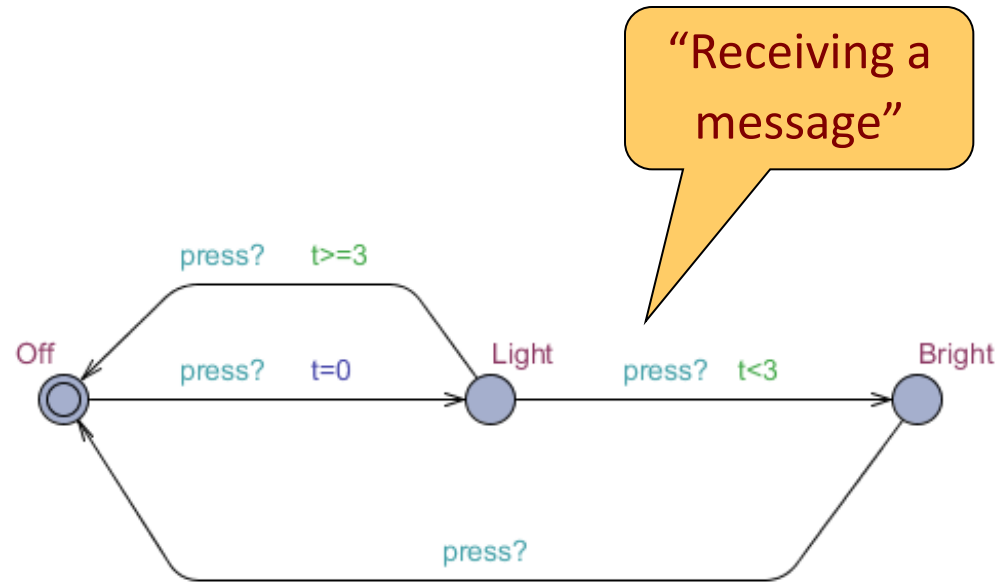 “Receiving a
message”
press? t>=3
Off
press? t=0
Light
press? t<3
Bright
press?